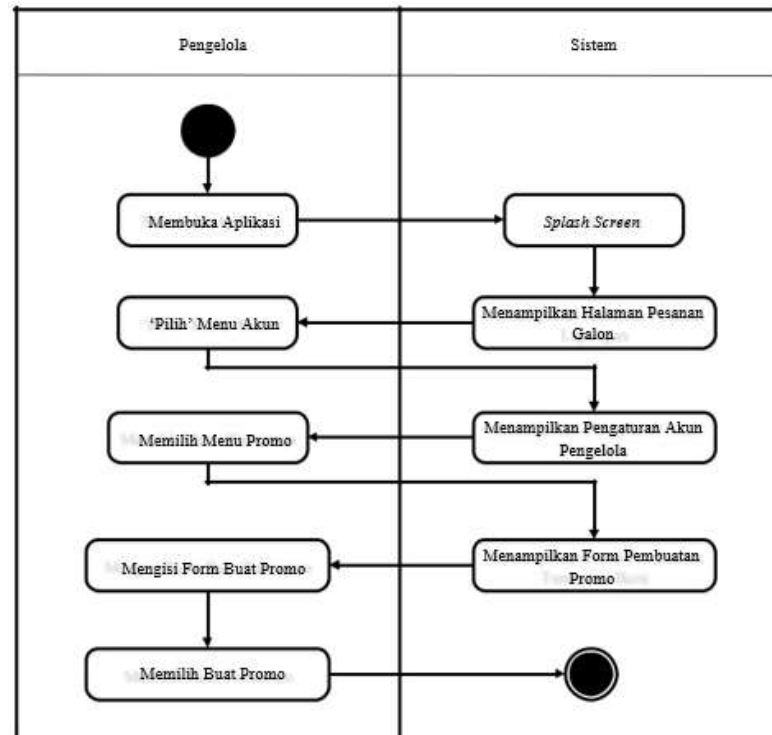 Pengelola
Sistem
Membuka Aplikasi
Splash Screen
'Pilih' Menu Akun
Menampilkan Halaman Pesanan
Galon
Memilih Menu Promo
Menampilkan Pengaturan Akun
Pengelola
Mengisi Form Buat Promo
Menampilkan Form Pembuatan
Promo
Memilih Buat Promo